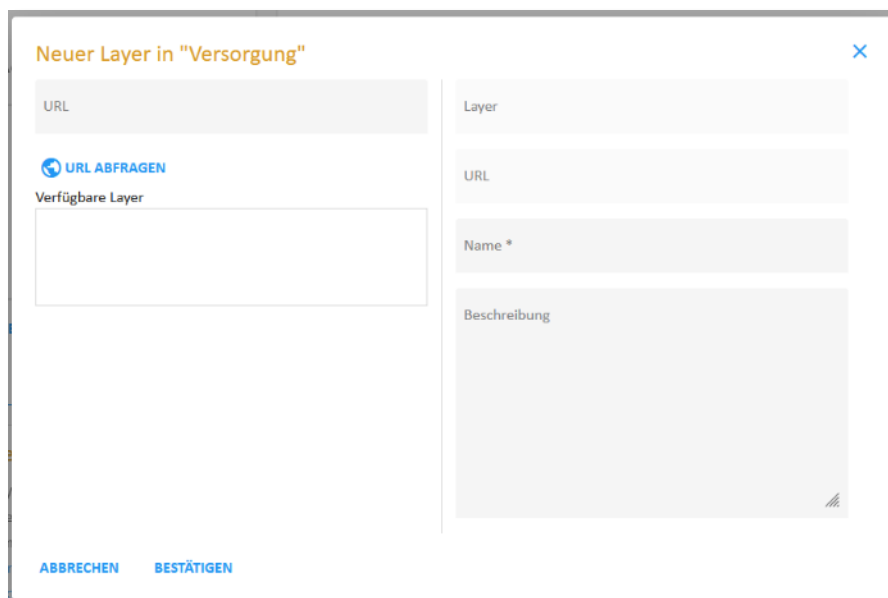 Neuer Layer in "Versorgung"
URL
URL ABFRAGEN
Verfügbare Layer
Layer
URL
Name *
Beschreibung
ABBRECHEN
BESTÄTIGEN